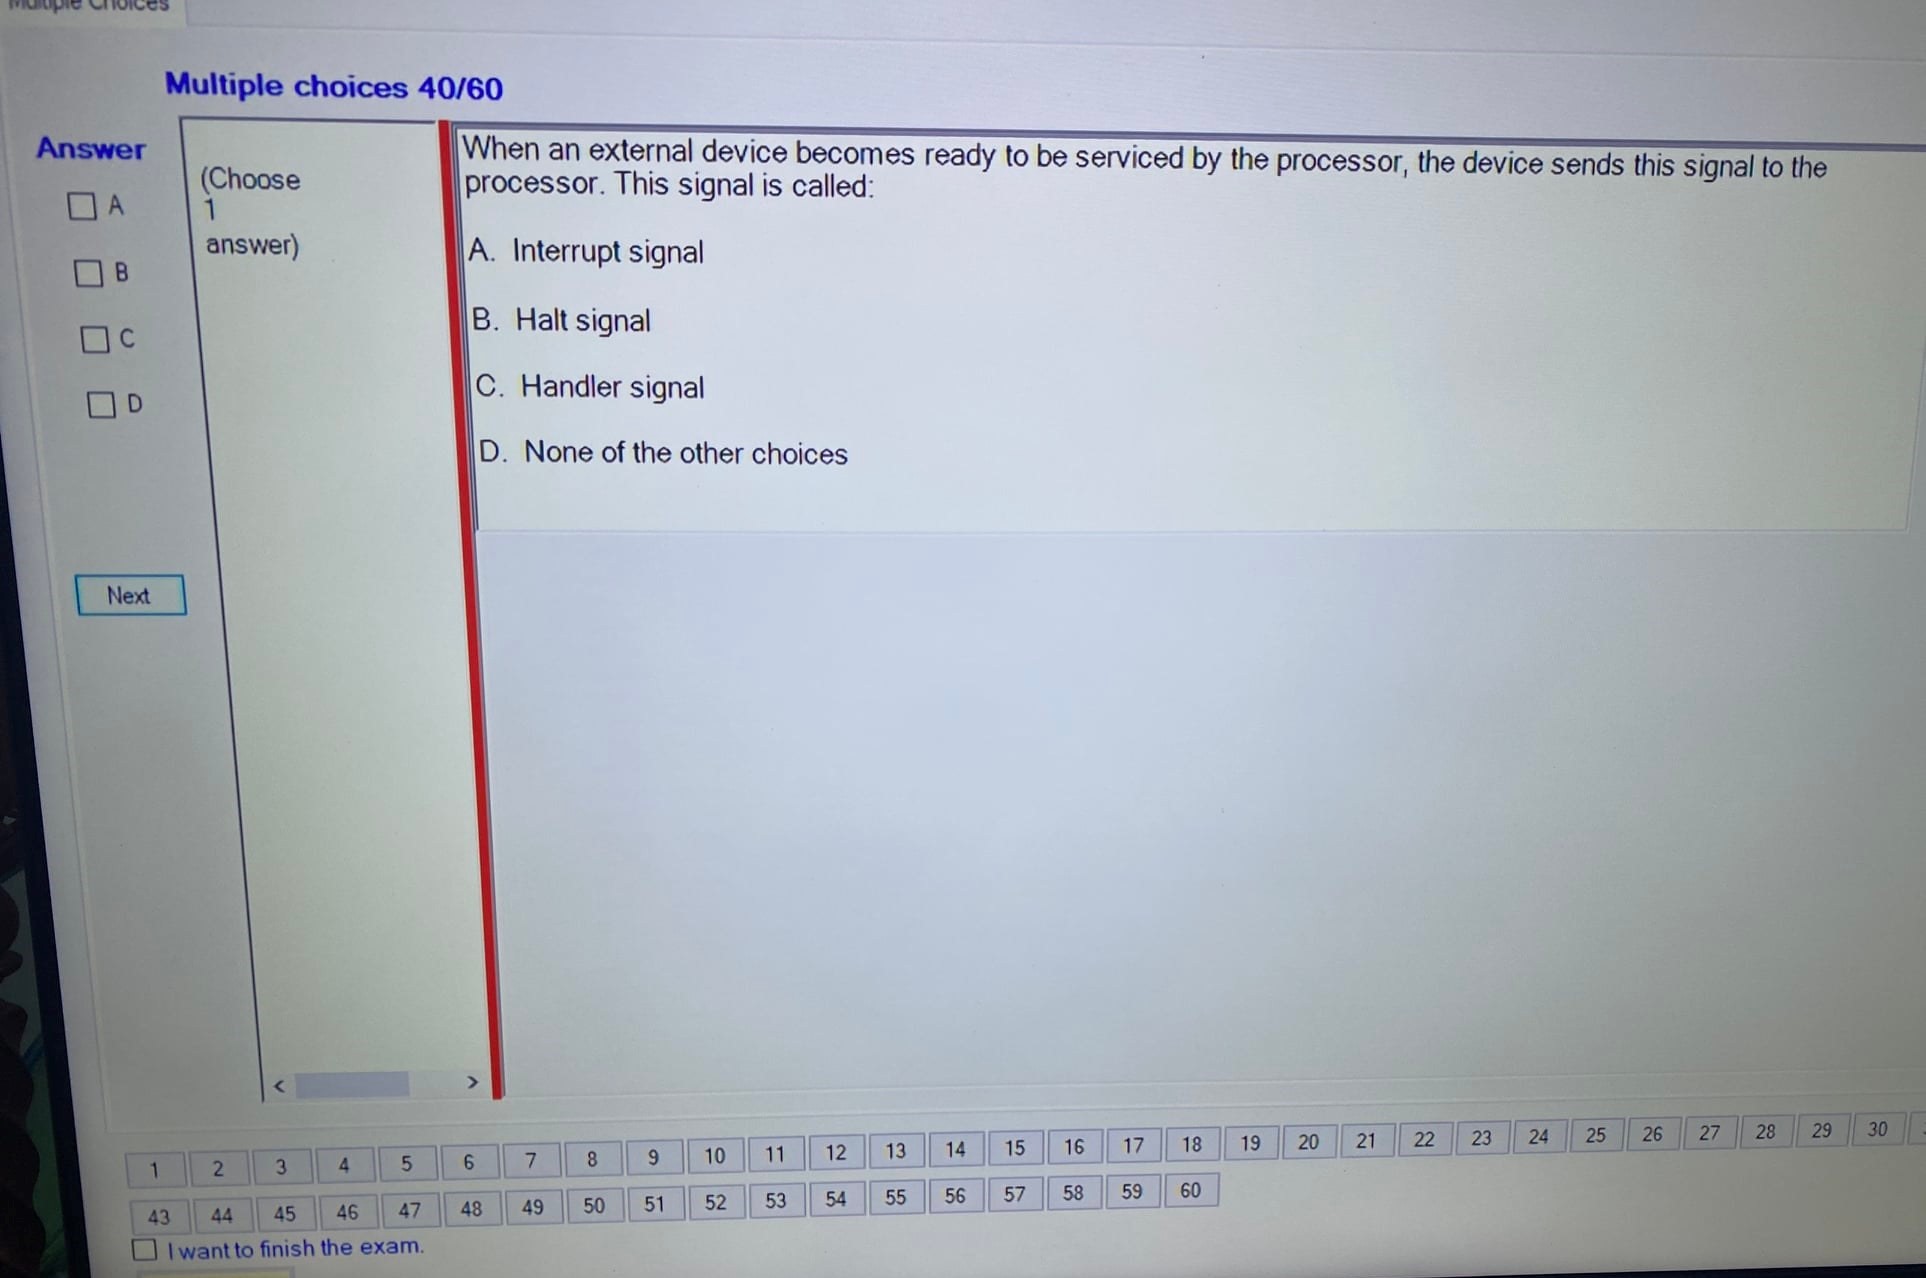 Multiple Choices
Multiple choices 40/60
Answer
A
B
C
D
Next
(Choose
1
answer)
When an external device becomes ready to be serviced by the processor, the device sends this signal to the
processor. This signal is called:
A. Interrupt signal
B. Halt signal
C. Handler signal
D. None of the other choices
< >
1 2 3 4 5 6 7 8 9 10 11 12 13 14 15 16 17 18 19 20 21 22 23 24 25 26 27 28 29 30
43 44 45 46 47 48 49 50 51 52 53 54 55 56 57 58 59 60
I want to finish the exam.